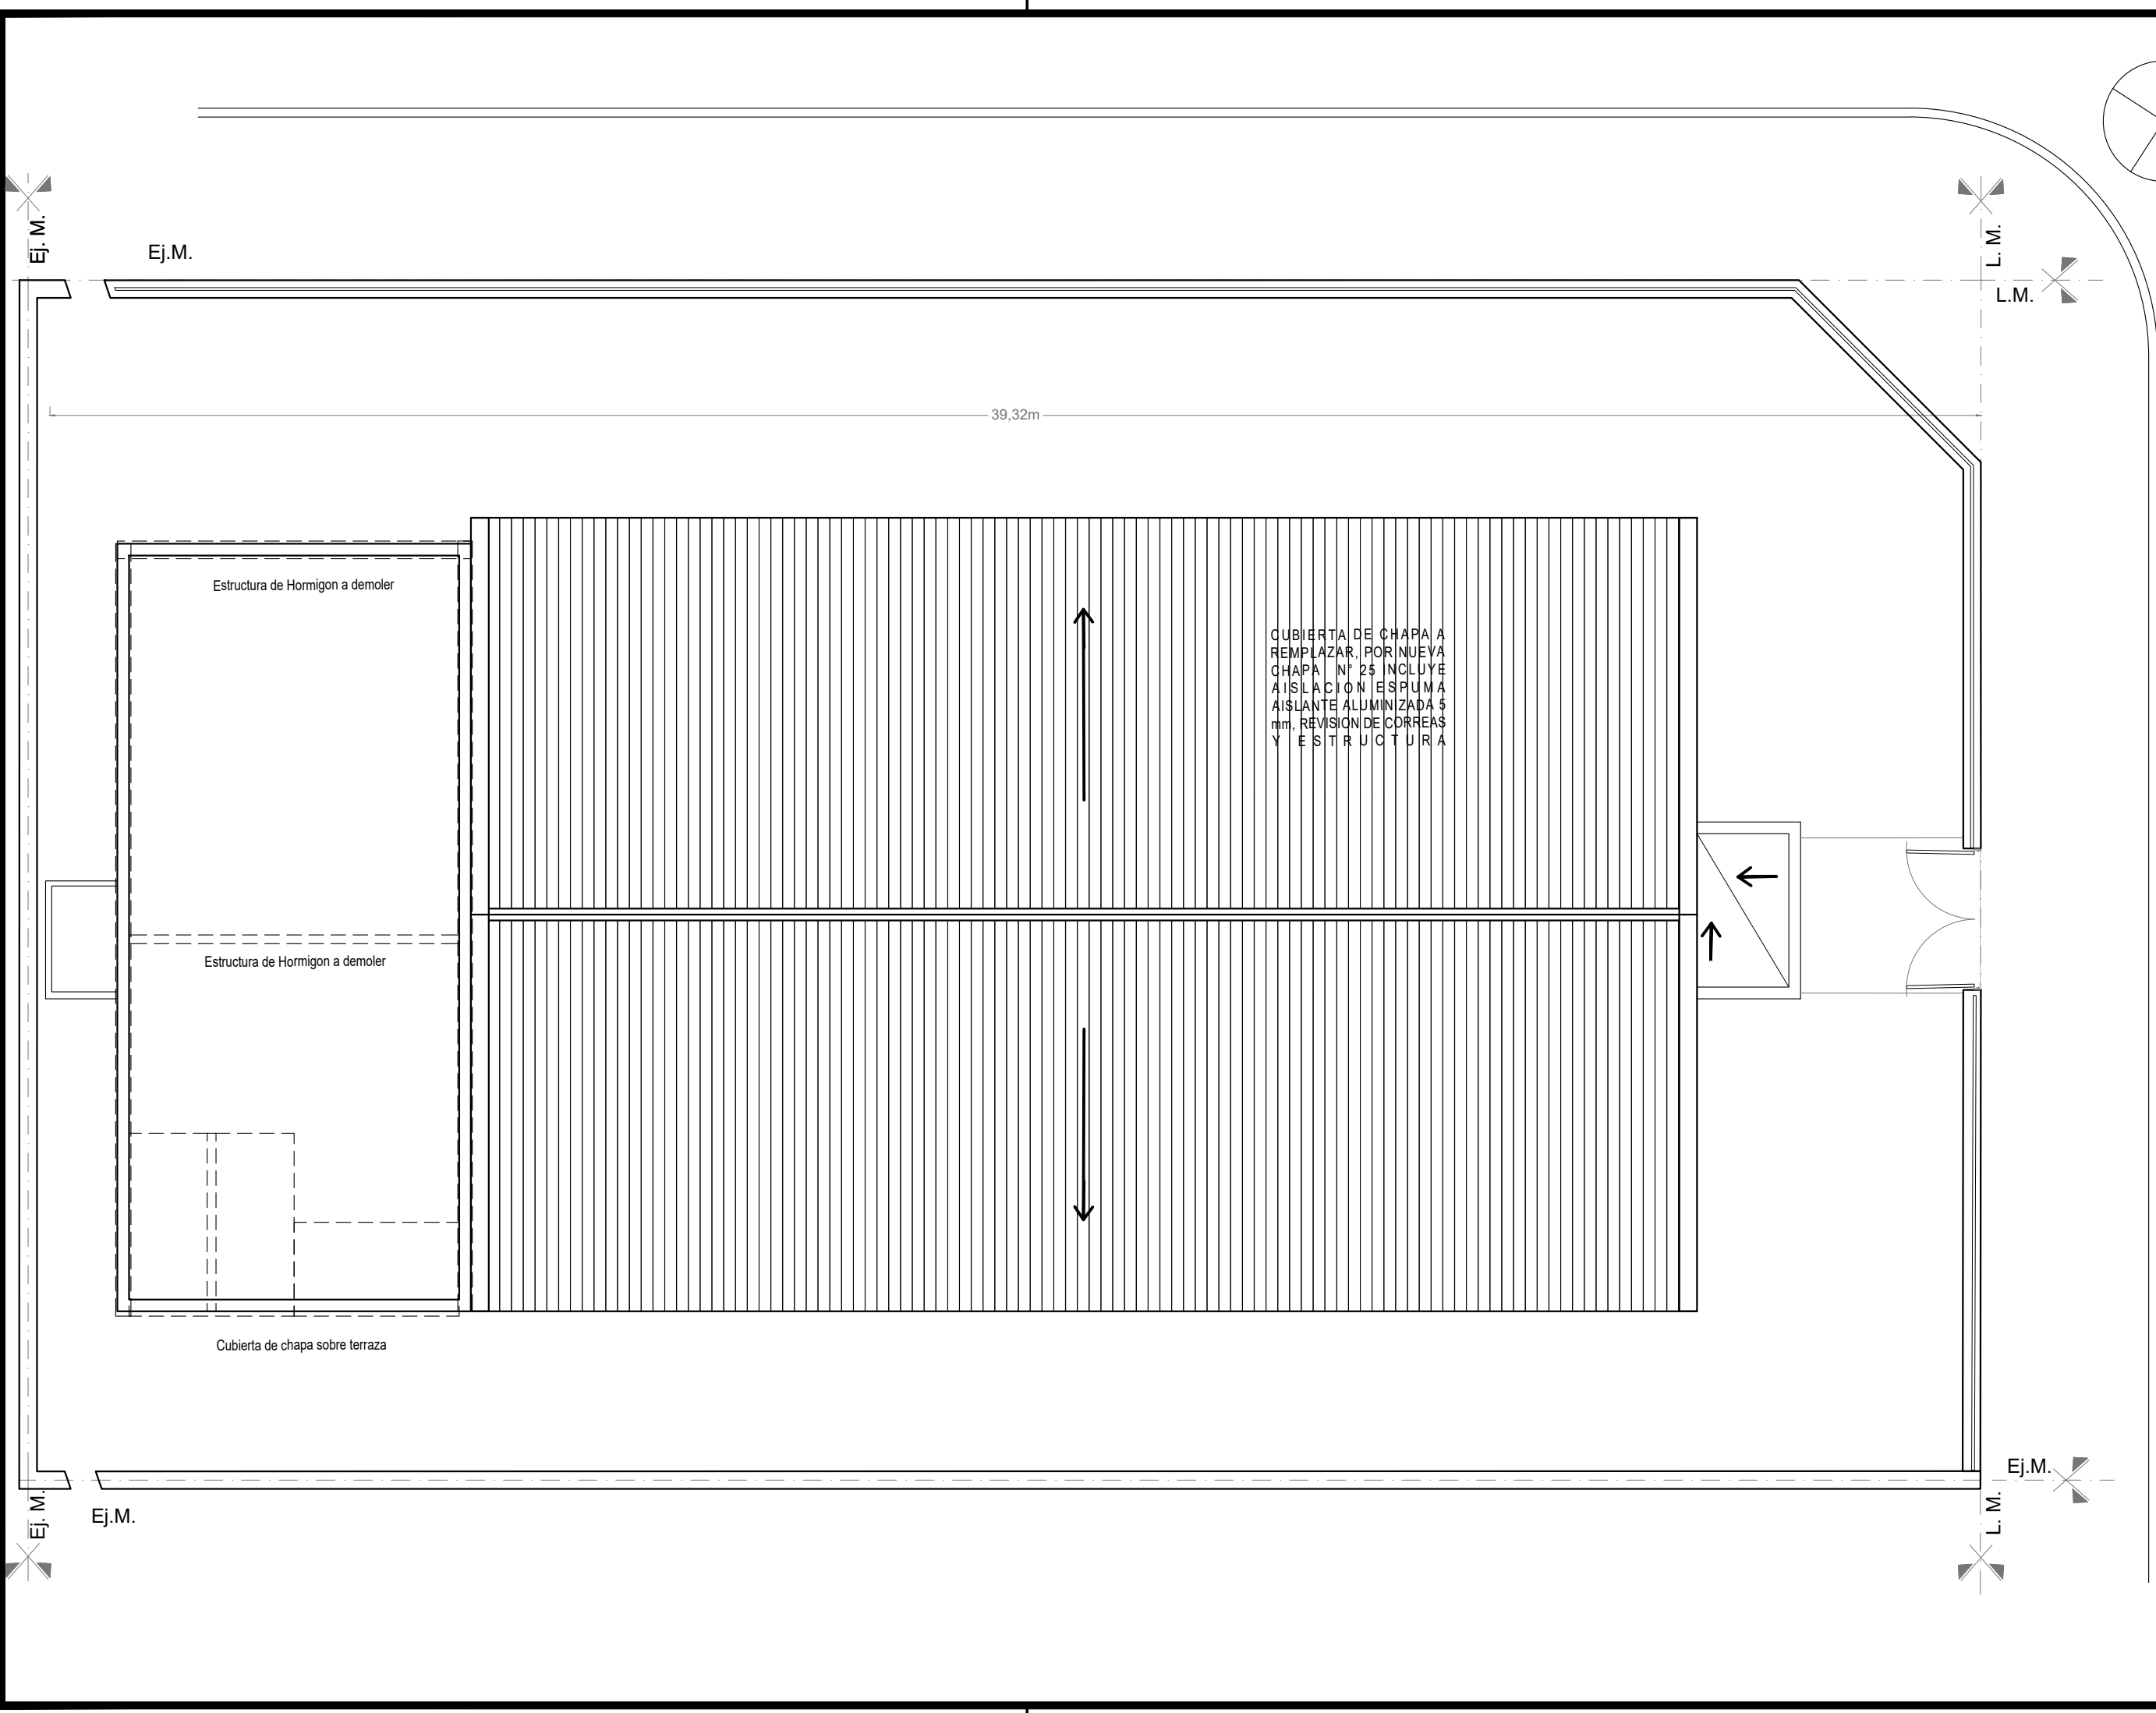 Ej. M.
Ej.M.
L. M.
L.M.
39,32m
Estructura de Hormigon a demoler
CUBIERTA DE CHAPA A
REMPLAZAR, POR NUEVA
CHAPA N° 25 INCLUYE
AISLACION ESPUMA
AISLANTE ALUMINIZADA 5
mm, REVISION DE CORREAS
Y ESTRUCTURA
Estructura de Hormigon a demoler
Cubierta de chapa sobre terraza
Ej.M.
Ej. M.
Ej.M.
L. M.